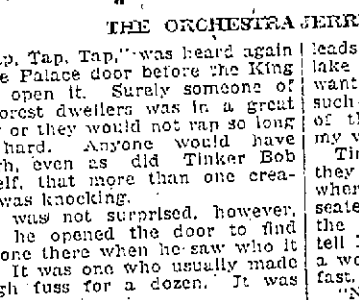 THE ORCHESTRA JERR
ap, Tap, Tap," was heard again
e Palace door before the King
open it. Surely someone of
orest dwellers was in a great
or they would not rap so long
hard. Anyone would have
h, even as did Tinker Bob
elf, that more than one crea-
was knocking.
was not surprised, however,
he opened the door to find
one there when he saw who it
It was one who usually made
gh fuss for a dozen. It was
leads
lake
want
such
of th
my v
Tin
they
wher
seate
the
tell
a wo
fast.
"N